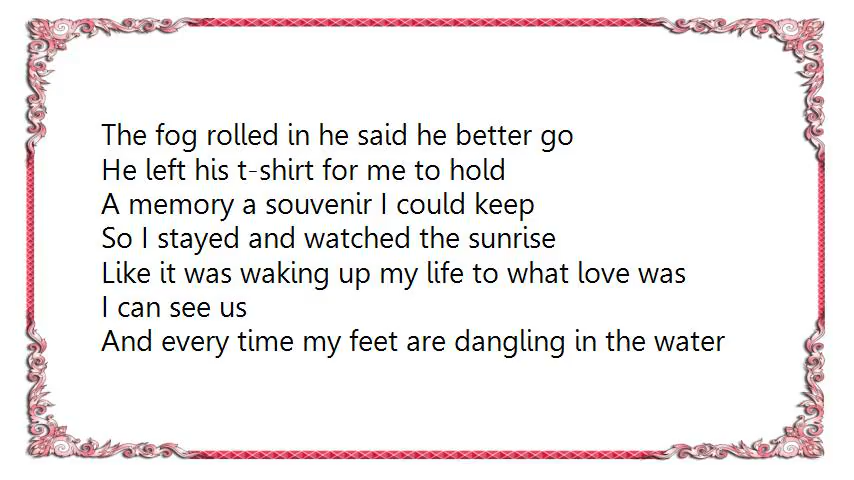 The fog rolled in he said he better go
He left his t-shirt for me to hold
A memory a souvenir I could keep
So I stayed and watched the sunrise
Like it was waking up my life to what love was
I can see us
And every time my feet are dangling in the water